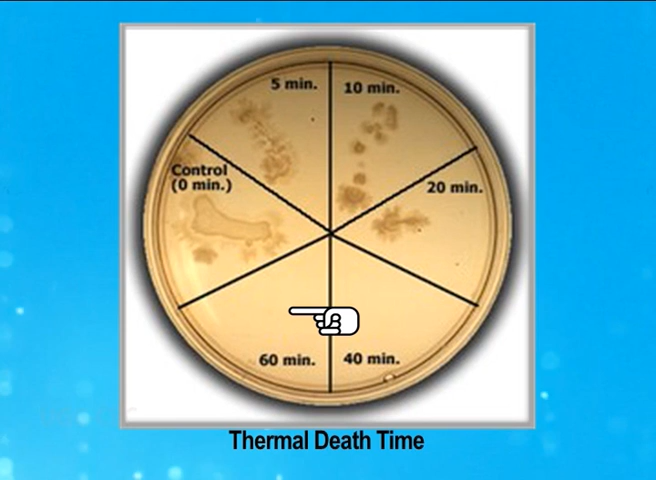 5 min.
10 min.
Control
(0 min.)
20 min.
60 min.
40 min.
Thermal Death Time